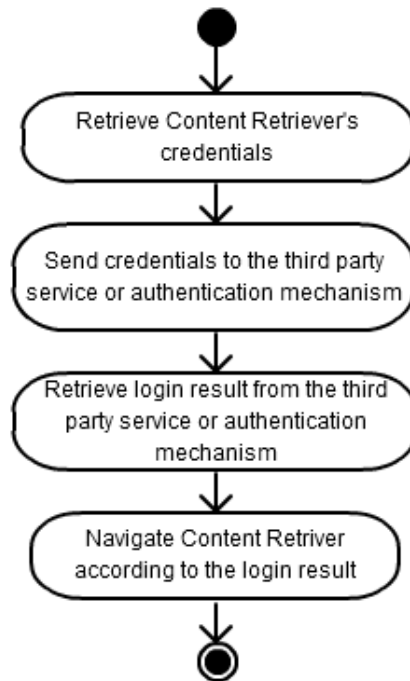 Retrieve Content Retriever's
credentials
Send credentials to the third party
service or authentication mechanism
Retrieve login result from the third
party service or authentication
mechanism
Navigate Content Retriver
according to the login result